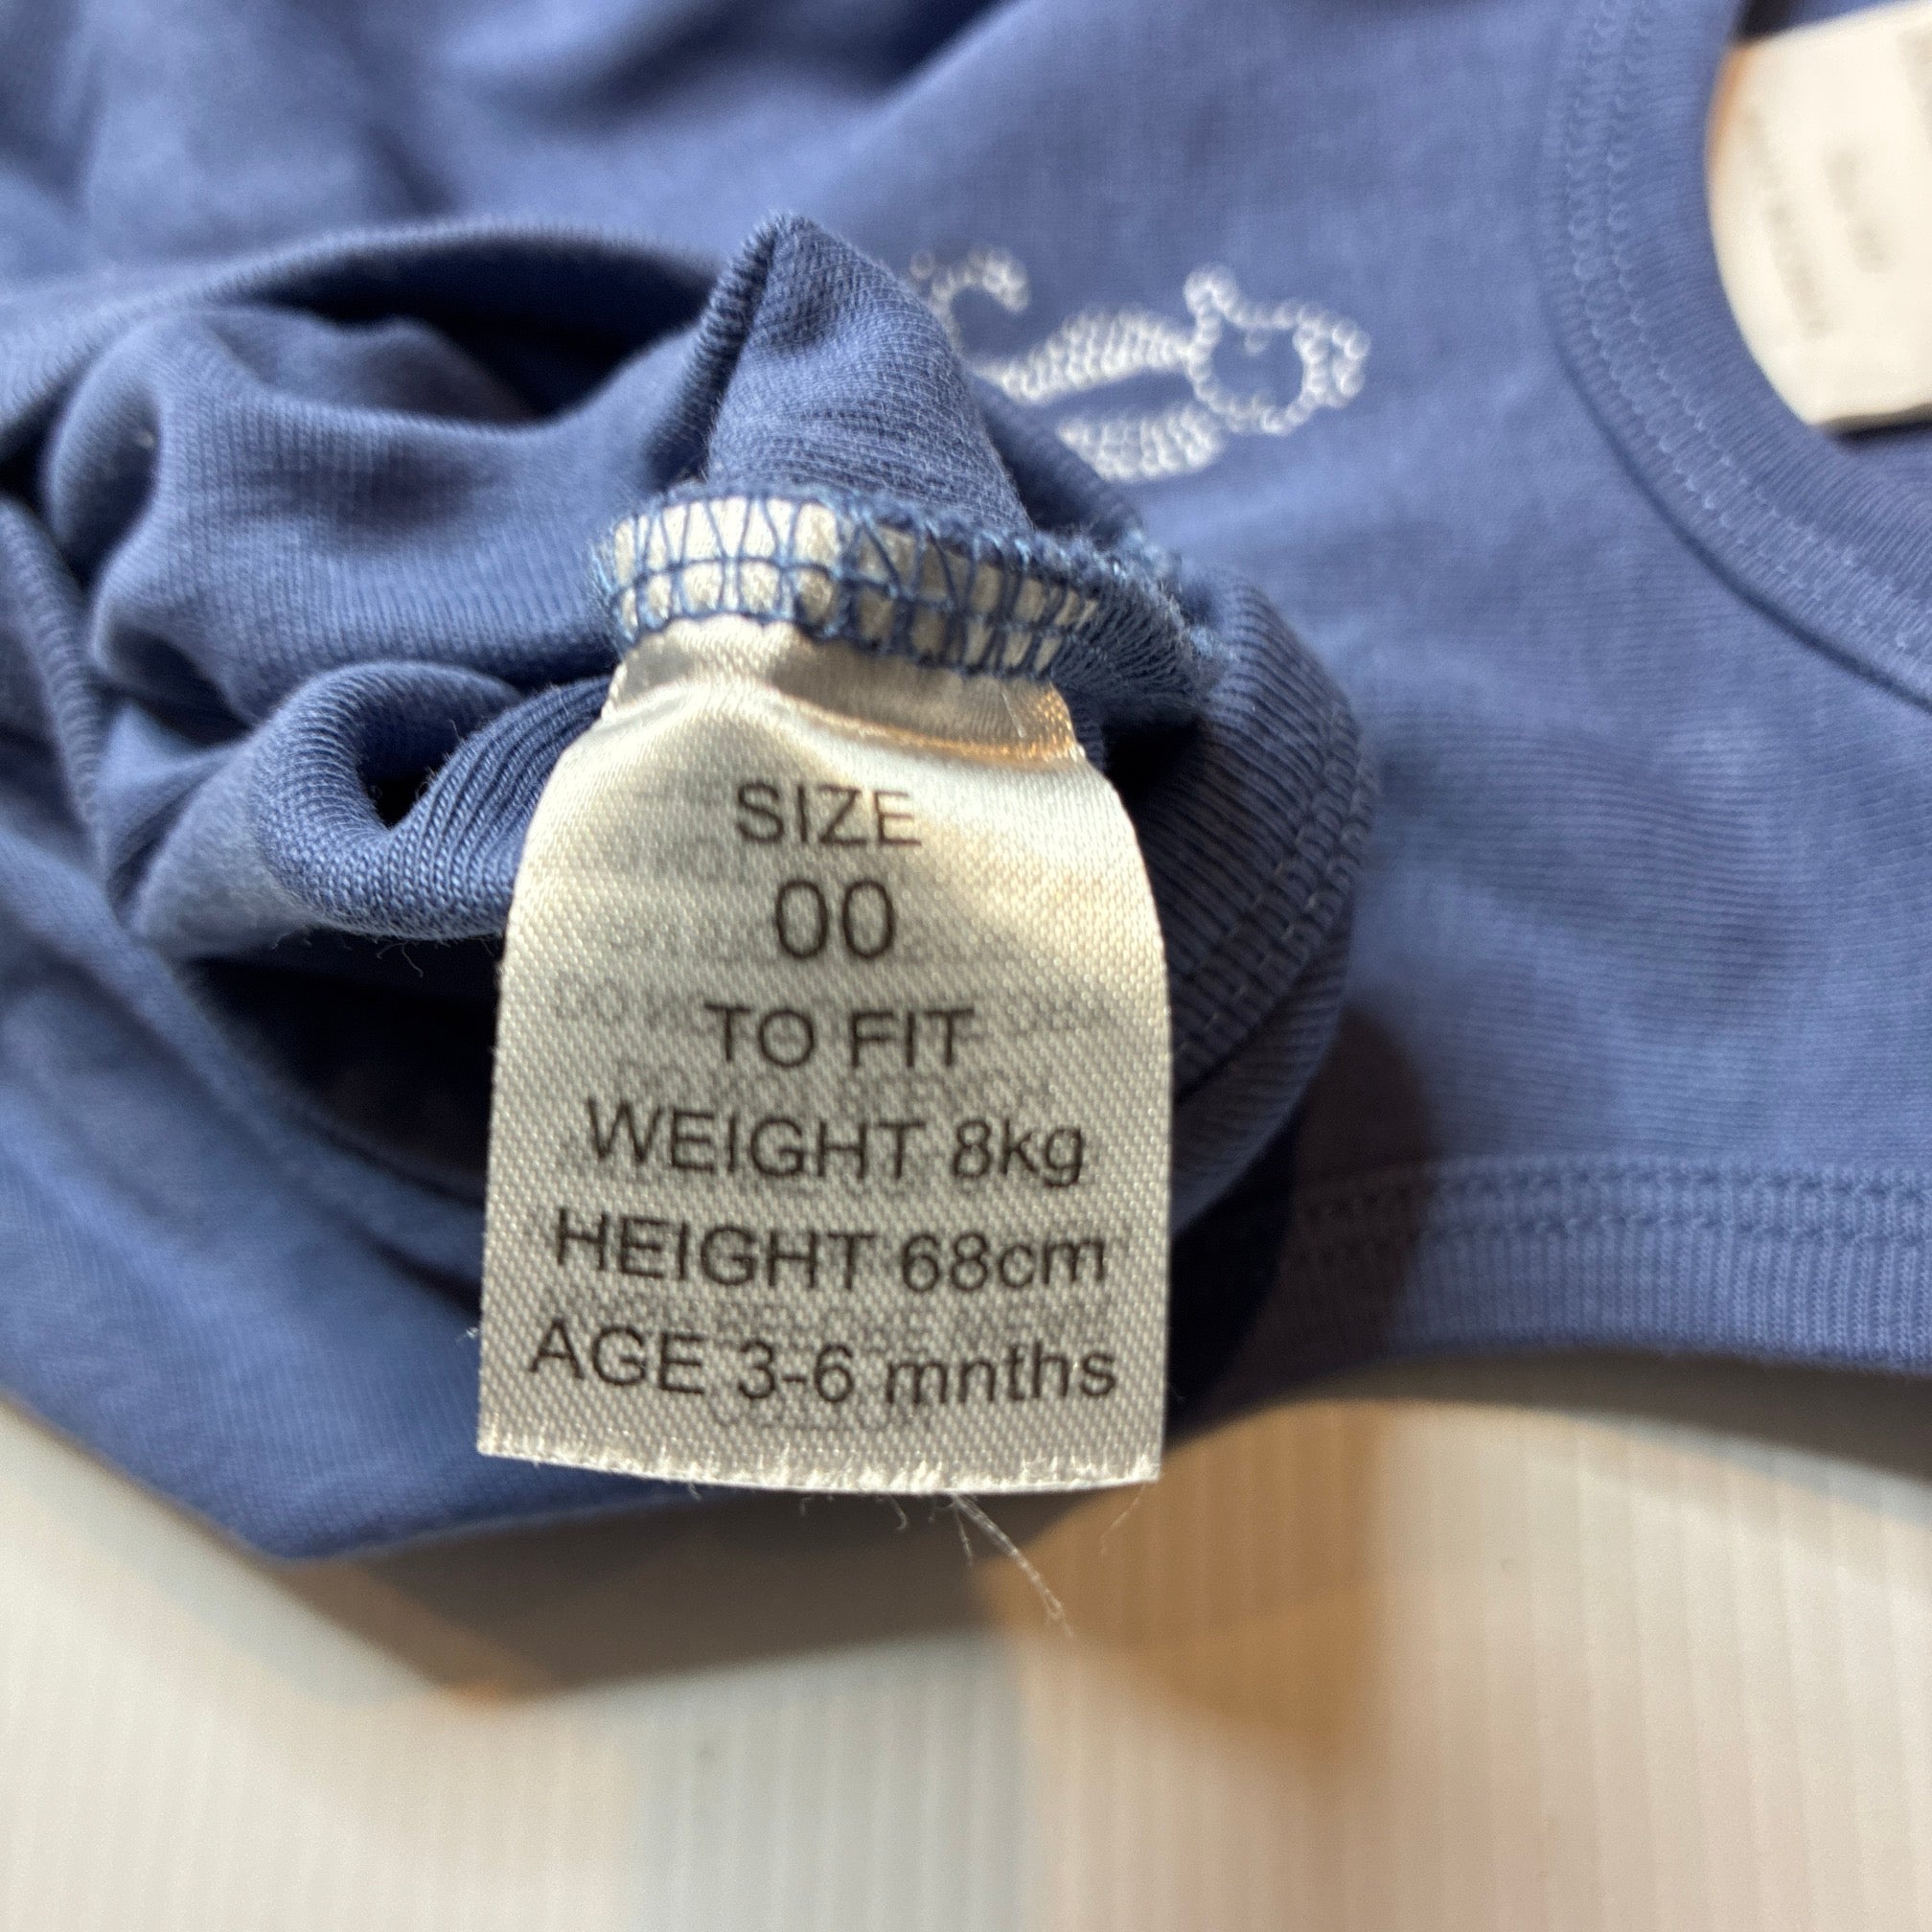 SIZE
00
TO FIT
WEIGHT 8kg
HEIGHT 68cm
AGE 3-6 mnths